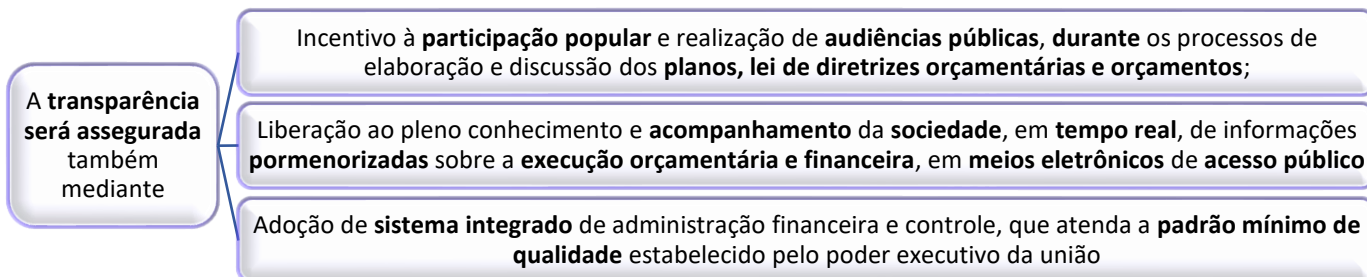 A transparência
será assegurada
também
mediante
Incentivo à participação popular e realização de audiências públicas, durante os processos de
elaboração e discussão dos planos, lei de diretrizes orçamentárias e orçamentos;
Liberação ao pleno conhecimento e acompanhamento da sociedade, em tempo real, de informações
pormenorizadas sobre a execução orçamentária e financeira, em meios eletrônicos de acesso público
Adoção de sistema integrado de administração financeira e controle, que atenda a padrão mínimo de
qualidade estabelecido pelo poder executivo da união